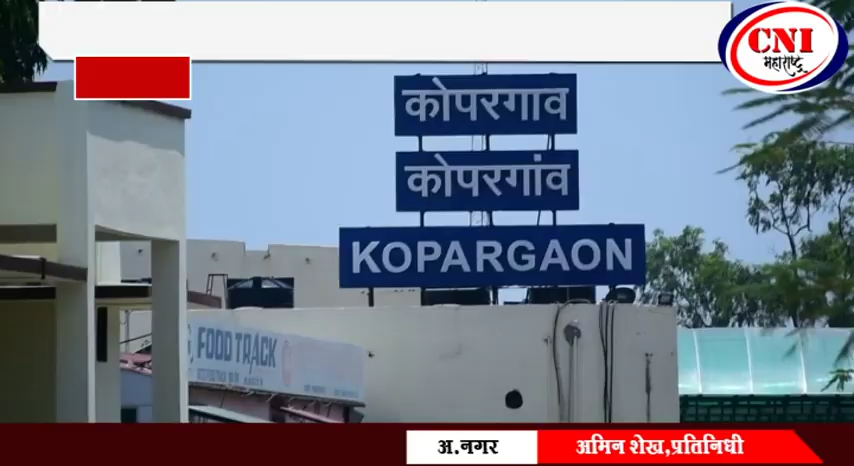 CNI
महाराष्ट्र
कोपरगाव
कोपरगांव
KOPARGAON
FOOD TRACK
अ.नगर
अमिन शेख,प्रतिनिधी